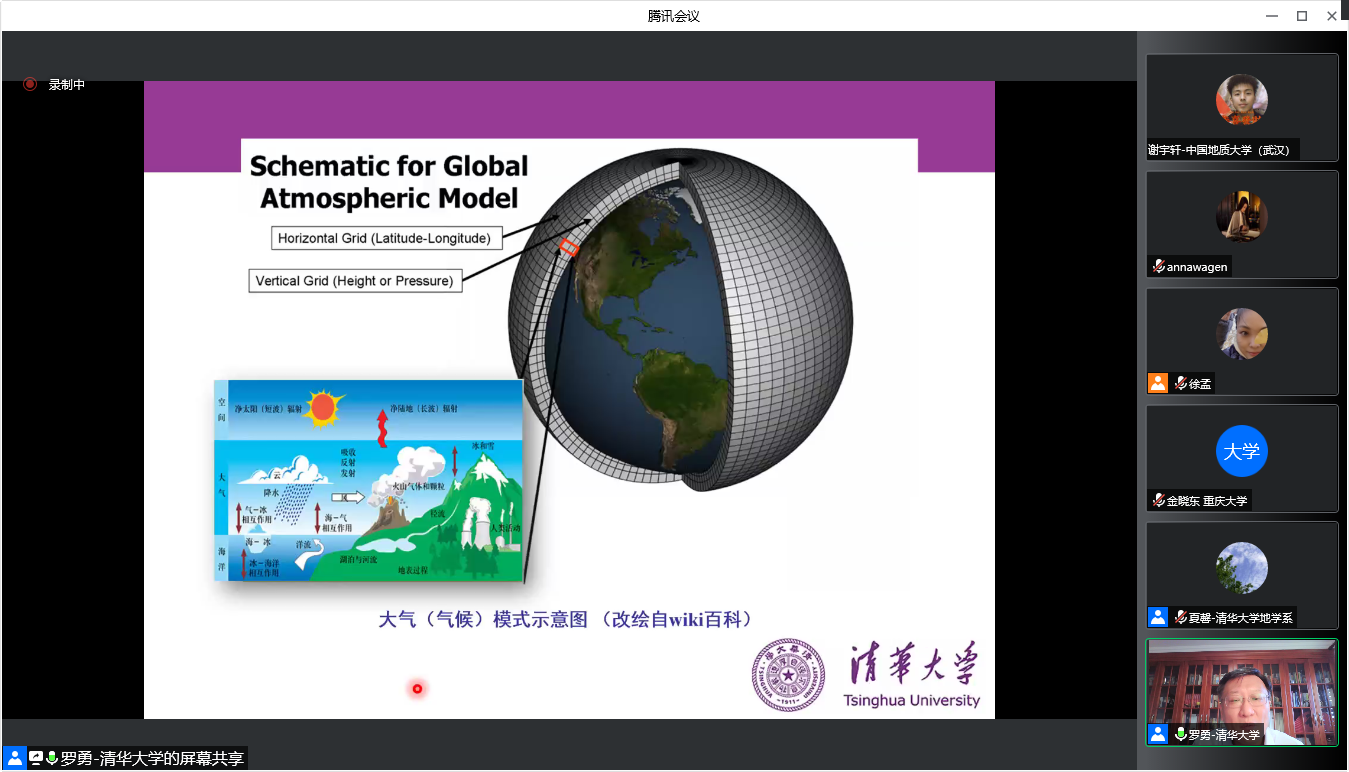 腾讯会议
录制中
Schematic for Global
Atmospheric Model
Horizontal Grid (Latitude-Longitude)
Vertical Grid (Height or Pressure)
空间
净太阳（短波）辐射
净陆地（长波）辐射
大气
吸收
反射
发射
冰和雪
云
降水
风
火山气体和颗粒
气－冰
相互作用
海－气
相互作用
径流
人类活动
海洋
海－冰
洋流
冰－海洋
相互作用
湖泊与河流
地表过程
大气（气候）模式示意图 （改绘自wiki百科）
TSINGHUA UNIVERSITY
-1911-
清華大学
Tsinghua University
罗勇-清华大学的屏幕共享
谢宇轩-中国地质大学（武汉）
annawagen
徐孟
大学
金晓东 重庆大学
夏馨-清华大学地学系
罗勇-清华大学